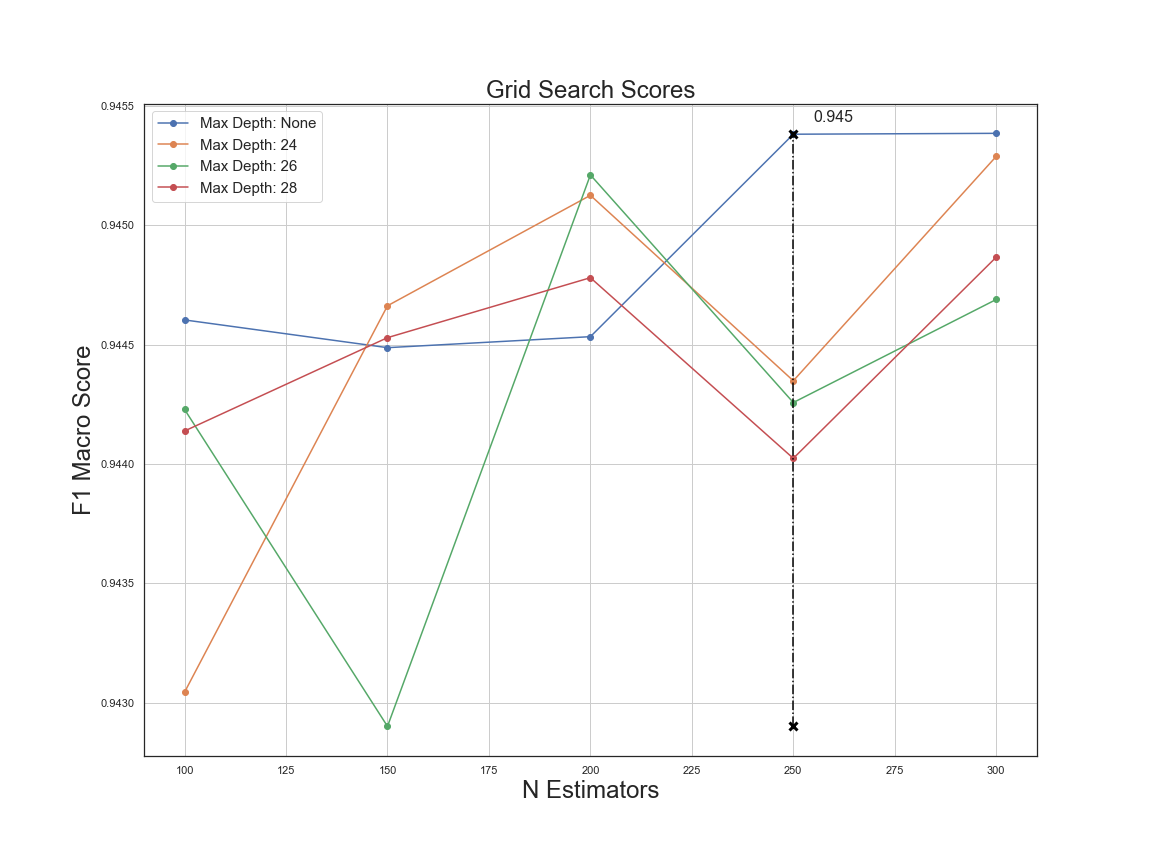 Grid Search Scores
0.9455
0.9450
0.9445
0.9440
0.9435
0.9430
F1 Macro Score
Max Depth: None
Max Depth: 24
Max Depth: 26
Max Depth: 28
0.945
100 125 150 175 200 225 250 275 300
N Estimators